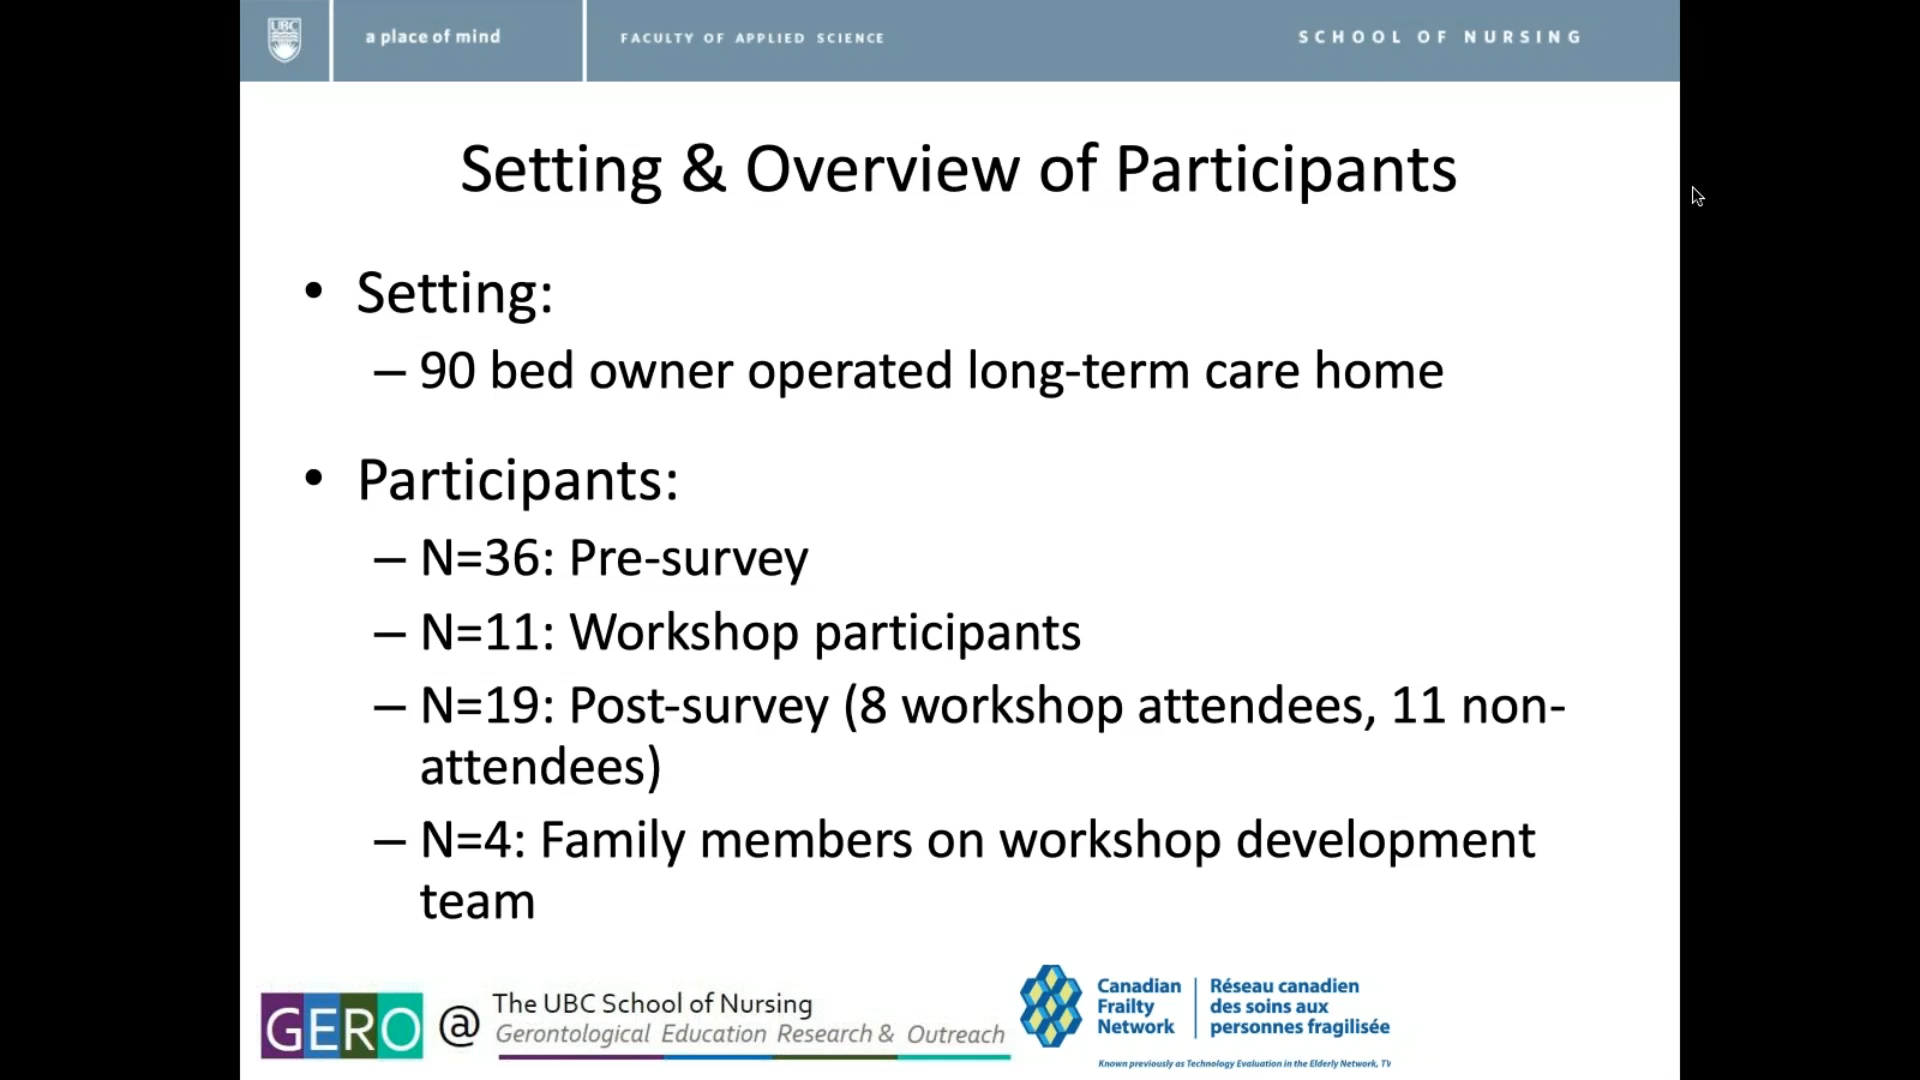 UBC
a place of mind
FACULTY OF APPLIED SCIENCE
SCHOOL OF NURSING
Setting & Overview of Participants
• Setting:
– 90 bed owner operated long-term care home
• Participants:
– N=36: Pre-survey
– N=11: Workshop participants
– N=19: Post-survey (8 workshop attendees, 11 non-
attendees)
– N=4: Family members on workshop development
team
GERO @ The UBC School of Nursing
Gerontological Education Research & Outreach
Canadian
Frailty
Network
Réseau canadien
des soins aux
personnes fragilisée
Known previously as Technology Evaluation in the Elderly Network, TV